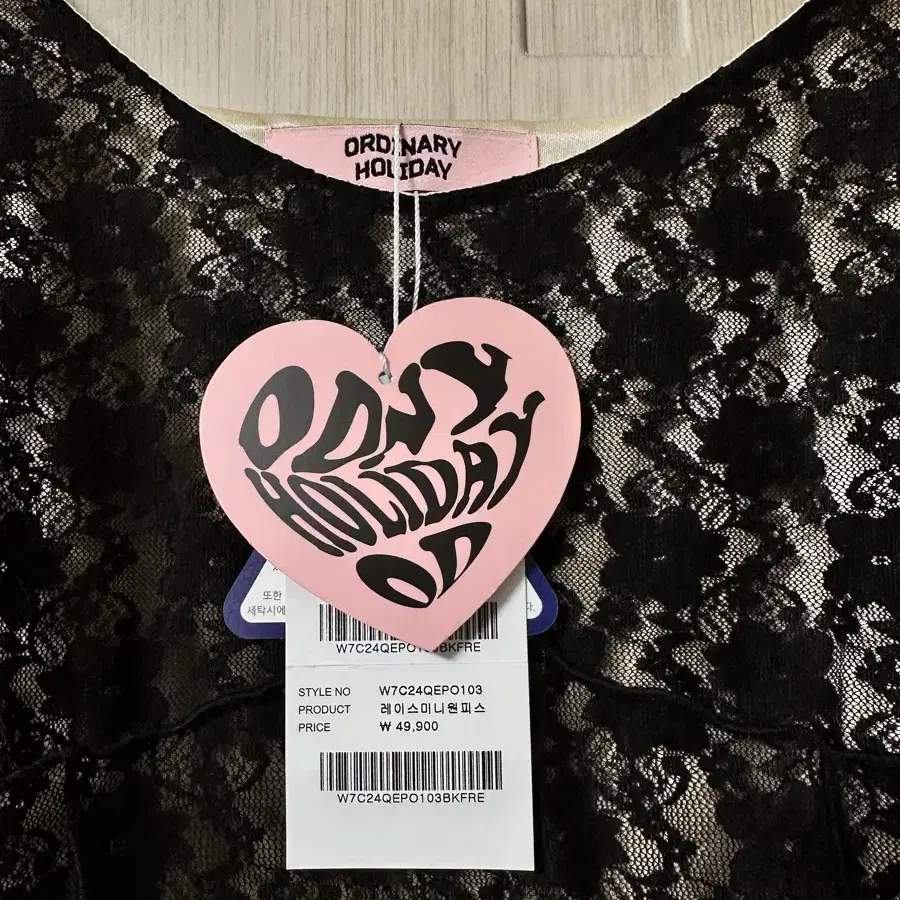 ORDINARY
HOLIDAY
ODNY
HOLIDAY
OD
또한
세탁시에
다.
W7C24QEPO103BKFRE
STYLE NO W7C24QEPO103
PRODUCT 레이스미니원피스
PRICE ₩ 49,900
W7C24QEPO103BKFRE